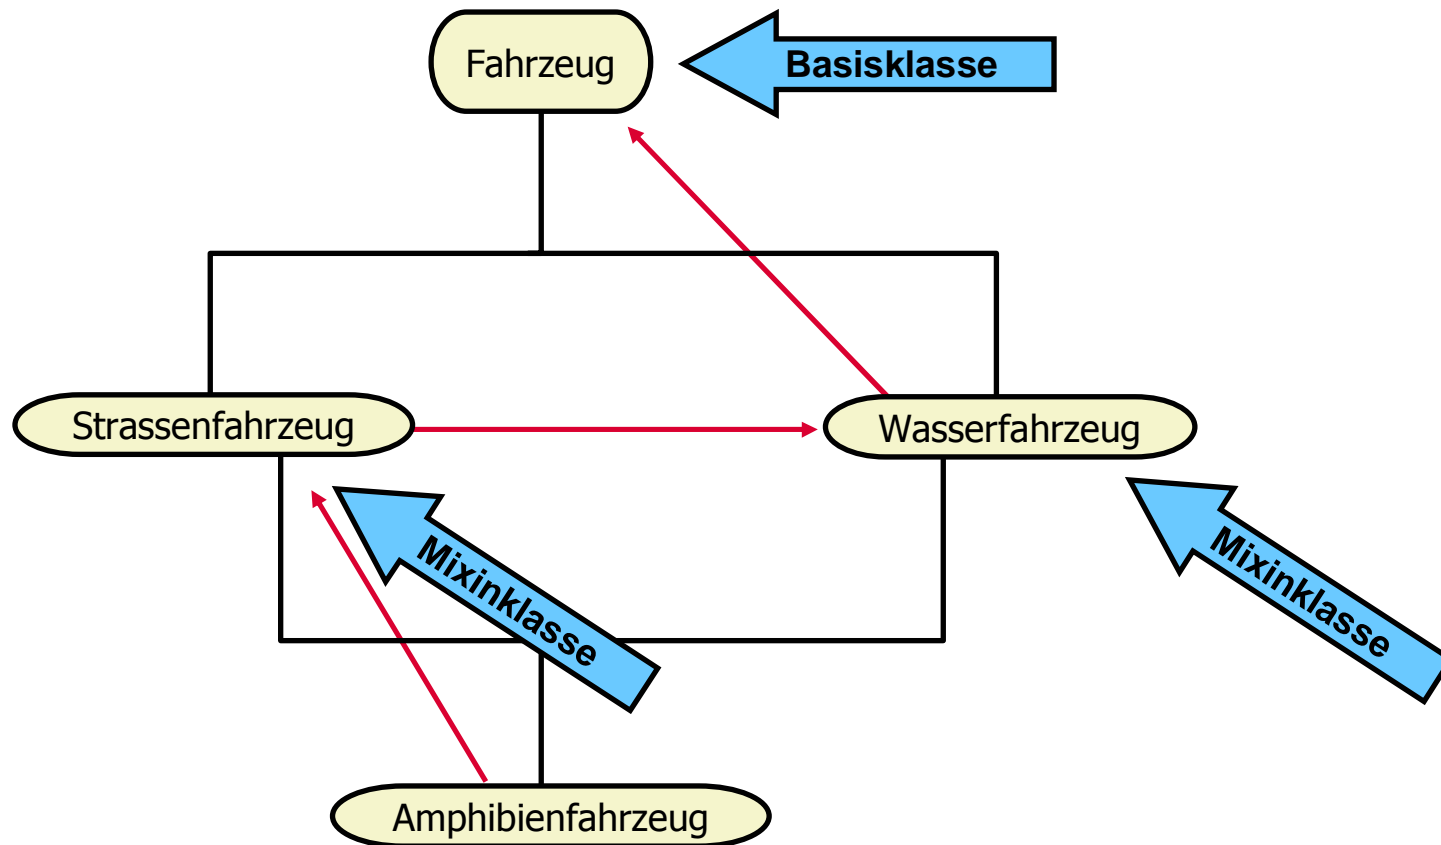 Fahrzeug
Basisklasse
Strassenfahrzeug
Wasserfahrzeug
Mixinklasse
Mixinklasse
Amphibienfahrzeug